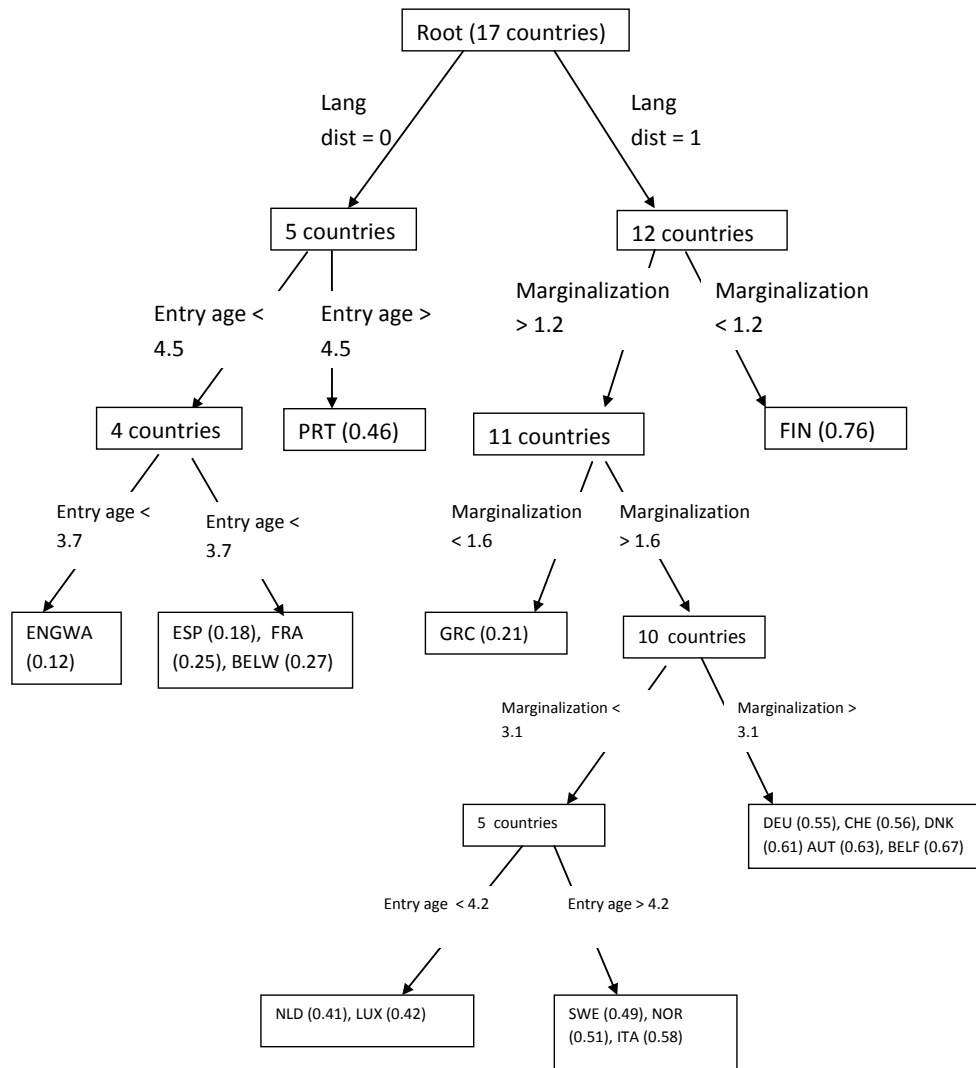 Root (17 countries)
Lang
dist = 0
Lang
dist = 1
5 countries
12 countries
Entry age <
4.5
Entry age >
4.5
Marginalization
> 1.2
Marginalization
< 1.2
4 countries
PRT (0.46)
11 countries
FIN (0.76)
Entry age <
3.7
Entry age <
3.7
Marginalization
< 1.6
Marginalization
> 1.6
ENGWA
(0.12)
ESP (0.18), FRA
(0.25), BELW (0.27)
GRC (0.21)
10 countries
Marginalization <
3.1
Marginalization >
3.1
5 countries
DEU (0.55), CHE (0.56), DNK
(0.61) AUT (0.63), BELF (0.67)
Entry age < 4.2
Entry age > 4.2
NLD (0.41), LUX (0.42)
SWE (0.49), NOR
(0.51), ITA (0.58)